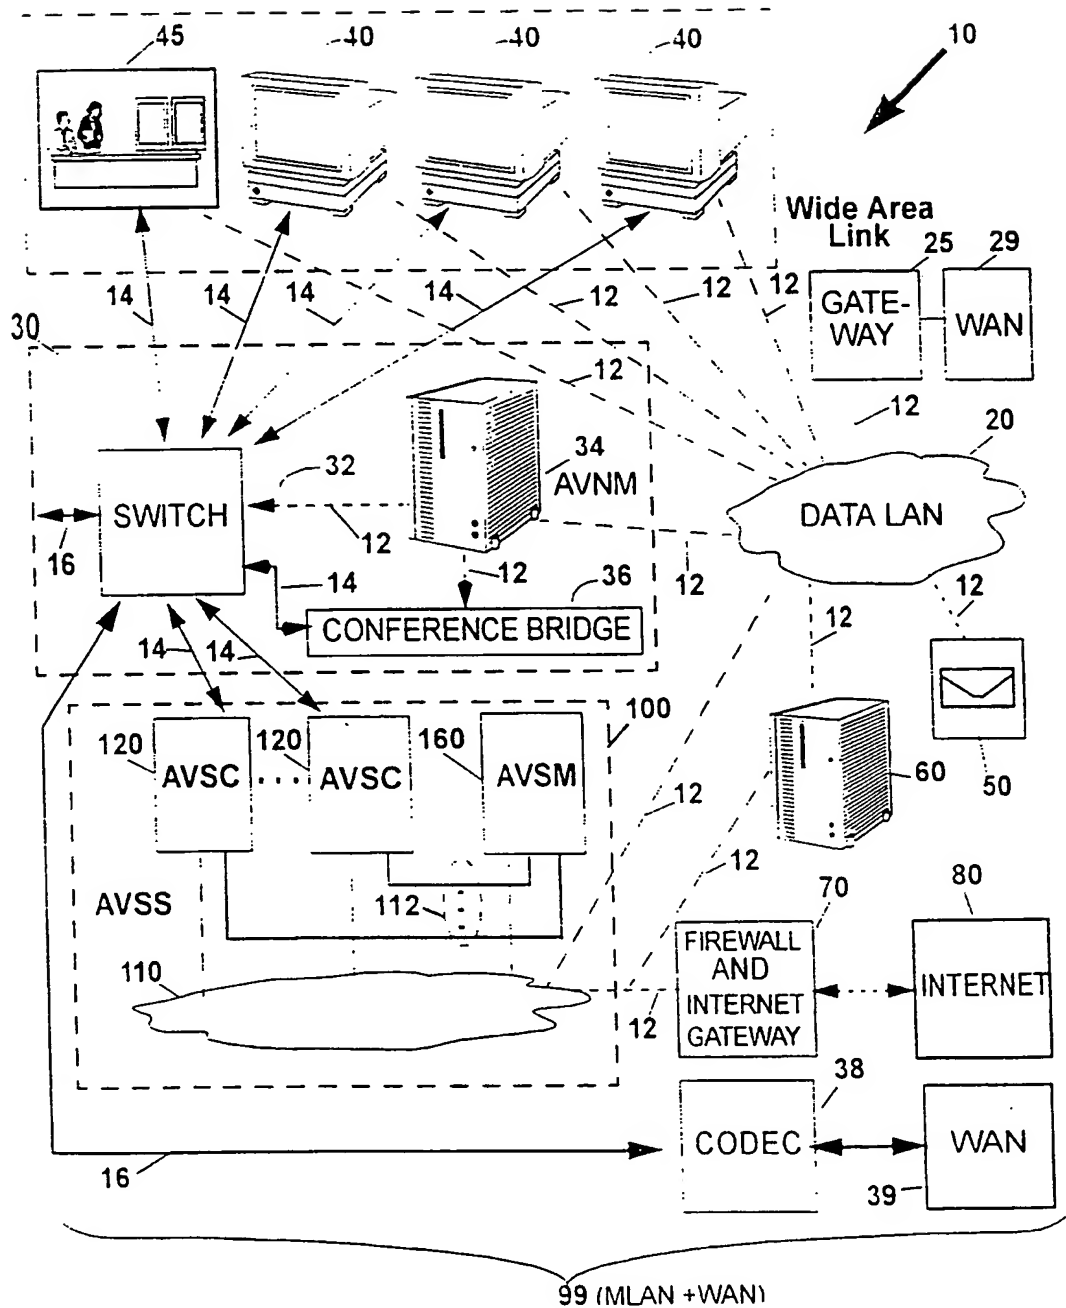 45
40
40
40
10
Wide Area
Link
25
29
GATE-
WAY
WAN
14
14
14
14
12
12
12
30
12
12
20
34
AVNM
32
SWITCH
DATA LAN
16
12
12
12
14
36
12
12
CONFERENCE BRIDGE
14
14
100
120
120
160
AVSC
...
AVSC
AVSM
60
50
12
12
AVSS
112
70
80
110
FIREWALL
AND
INTERNET
GATEWAY
INTERNET
12
38
CODEC
WAN
16
39
99 (MLAN +WAN)